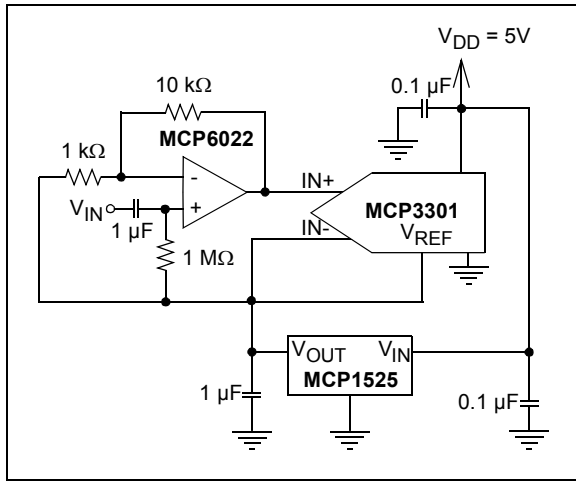 V_DD = 5V
10 kΩ
0.1 µF
MCP6022
1 kΩ
-
IN+
V_IN
+
MCP3301
1 µF
IN-
V_REF
1 MΩ
V_OUT V_IN
MCP1525
1 µF
0.1 µF